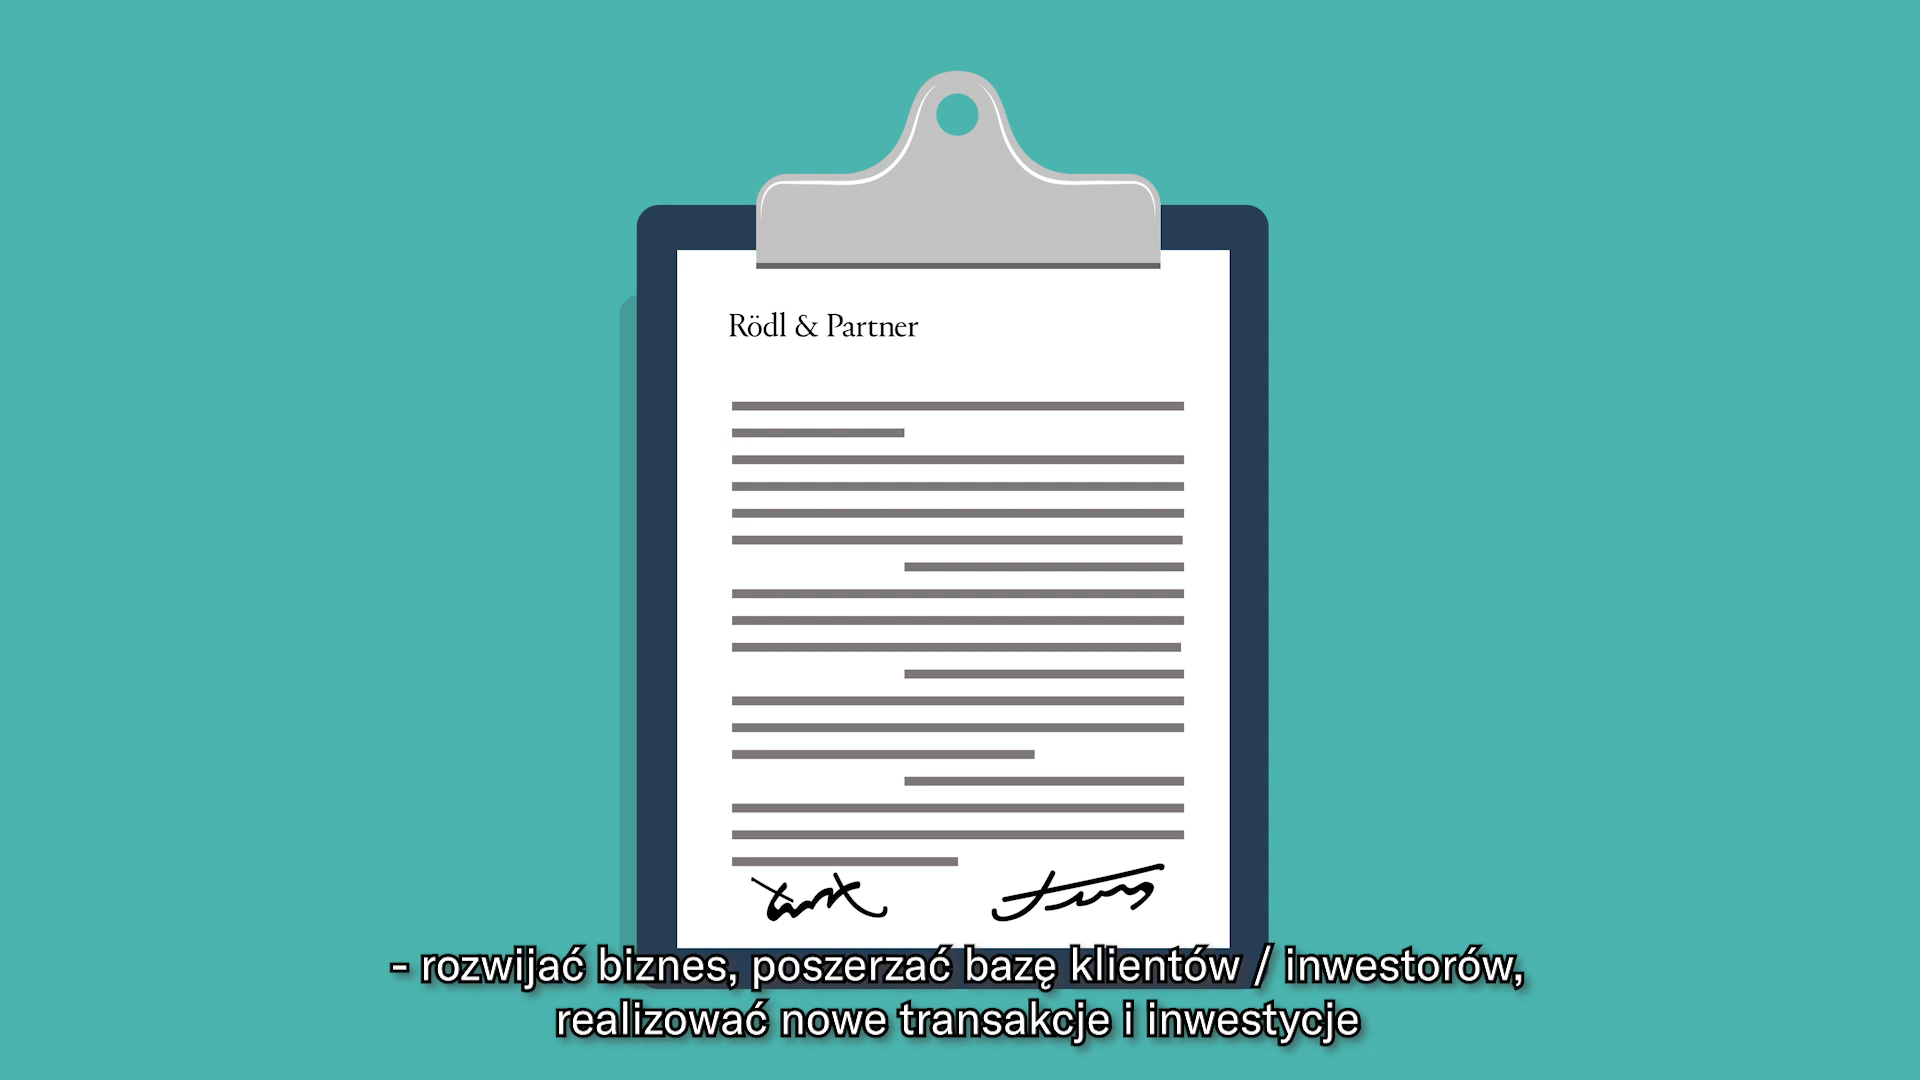 Rödl & Partner
- rozwijać biznes, poszerzać bazę klientów / inwestorów,
realizować nowe transakcje i inwestycje